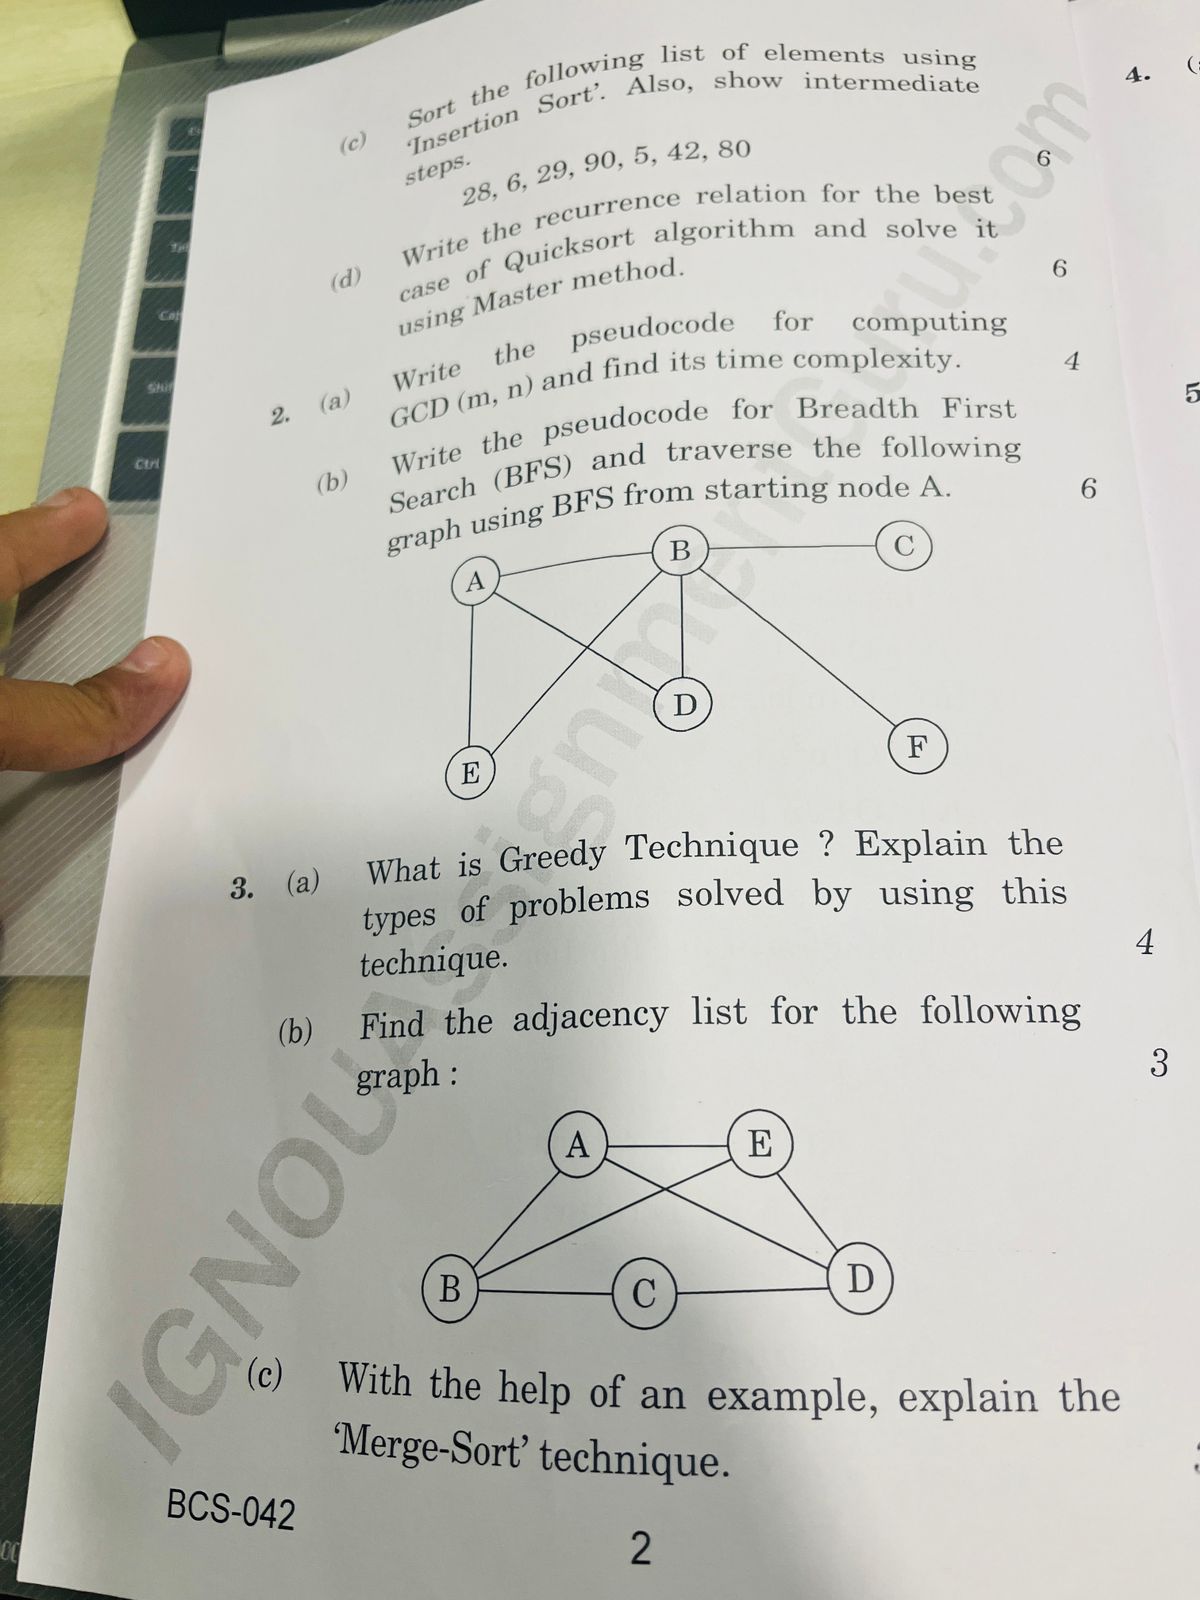 (c) Sort the following list of elements using
'Insertion Sort'. Also, show intermediate
steps.
28, 6, 29, 90, 5, 42, 80
6
(d) Write the recurrence relation for the best
case of Quicksort algorithm and solve it
using Master method.
6
2. (a) Write the pseudocode for computing
GCD (m, n) and find its time complexity.
4
(b) Write the pseudocode for Breadth First
Search (BFS) and traverse the following
graph using BFS from starting node A.
6
A B C
D
E F
3. (a) What is Greedy Technique ? Explain the
types of problems solved by using this
technique.
4
(b) Find the adjacency list for the following
graph :
3
A E
B C D
(c) With the help of an example, explain the
'Merge-Sort' technique.
BCS-042
2
4.
5
IGNOUAssignmentGuru.com
Ctrl